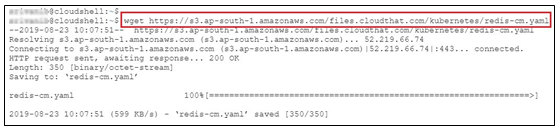 @cloudshell:~$
@cloudshell:~$ wget https://s3.ap-south-1.amazonaws.com/files.cloudthat.com/kubernetes/redis-cm.yaml
--2019-08-23 10:07:51-- https://s3.ap-south-1.amazonaws.com/files.cloudthat.com/kubernetes/redis-cm.yaml
Resolving s3.ap-south-1.amazonaws.com (s3.ap-south-1.amazonaws.com)... 52.219.66.74
Connecting to s3.ap-south-1.amazonaws.com (s3.ap-south-1.amazonaws.com)|52.219.66.74|:443... connected.
HTTP request sent, awaiting response... 200 OK
Length: 350 [binary/octet-stream]
Saving to: ‘redis-cm.yaml’
redis-cm.yaml 100%[=================================================================>]
2019-08-23 10:07:51 (599 KB/s) - ‘redis-cm.yaml’ saved [350/350]